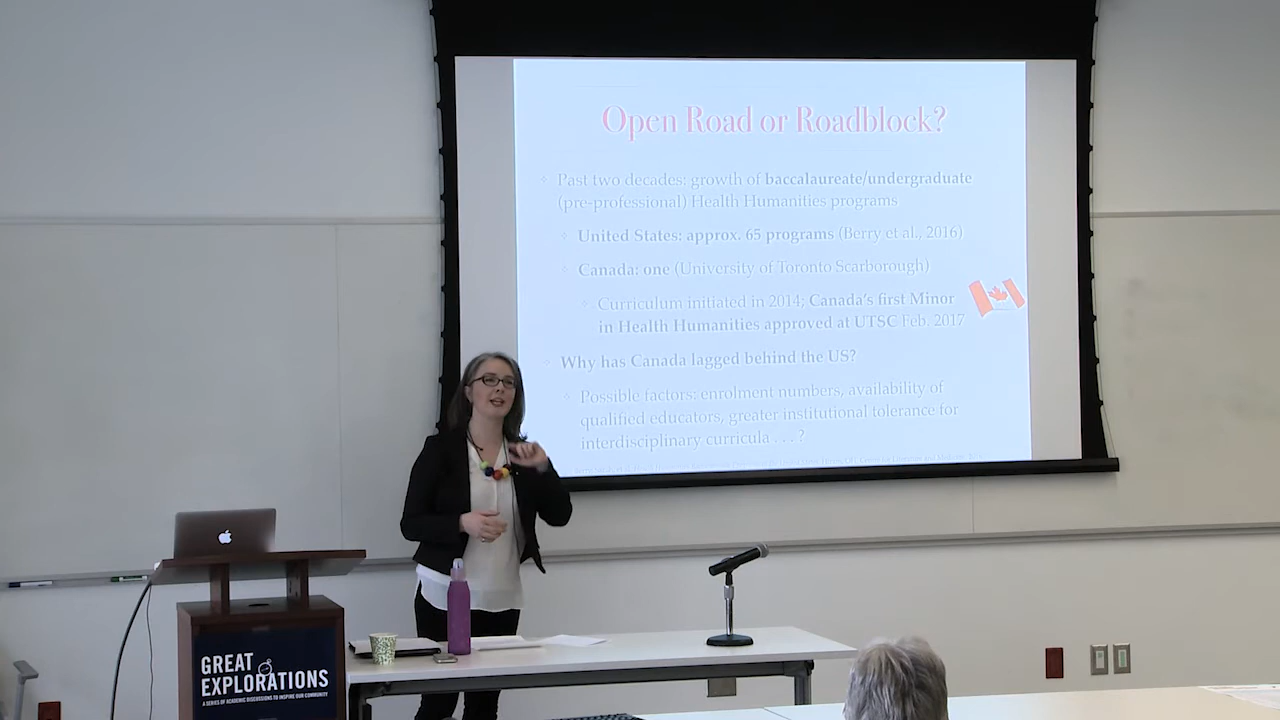 Open Road or Roadblock?
Past two decades: growth of baccalaureate/undergraduate
(pre-professional) Health Humanities programs
United States: approx. 65 programs (Berry et al., 2016)
Canada: one (University of Toronto Scarborough)
Curriculum initiated in 2014; Canada's first Minor
in Health Humanities approved at UTSC Feb. 2017
Why has Canada lagged behind the US?
Possible factors: enrolment numbers, availability of
qualified educators, greater institutional tolerance for
interdisciplinary curricula . . . ?
GREAT
EXPLORATIONS
A SERIES OF ACADEMIC DISCUSSIONS TO INSPIRE OUR COMMUNITY